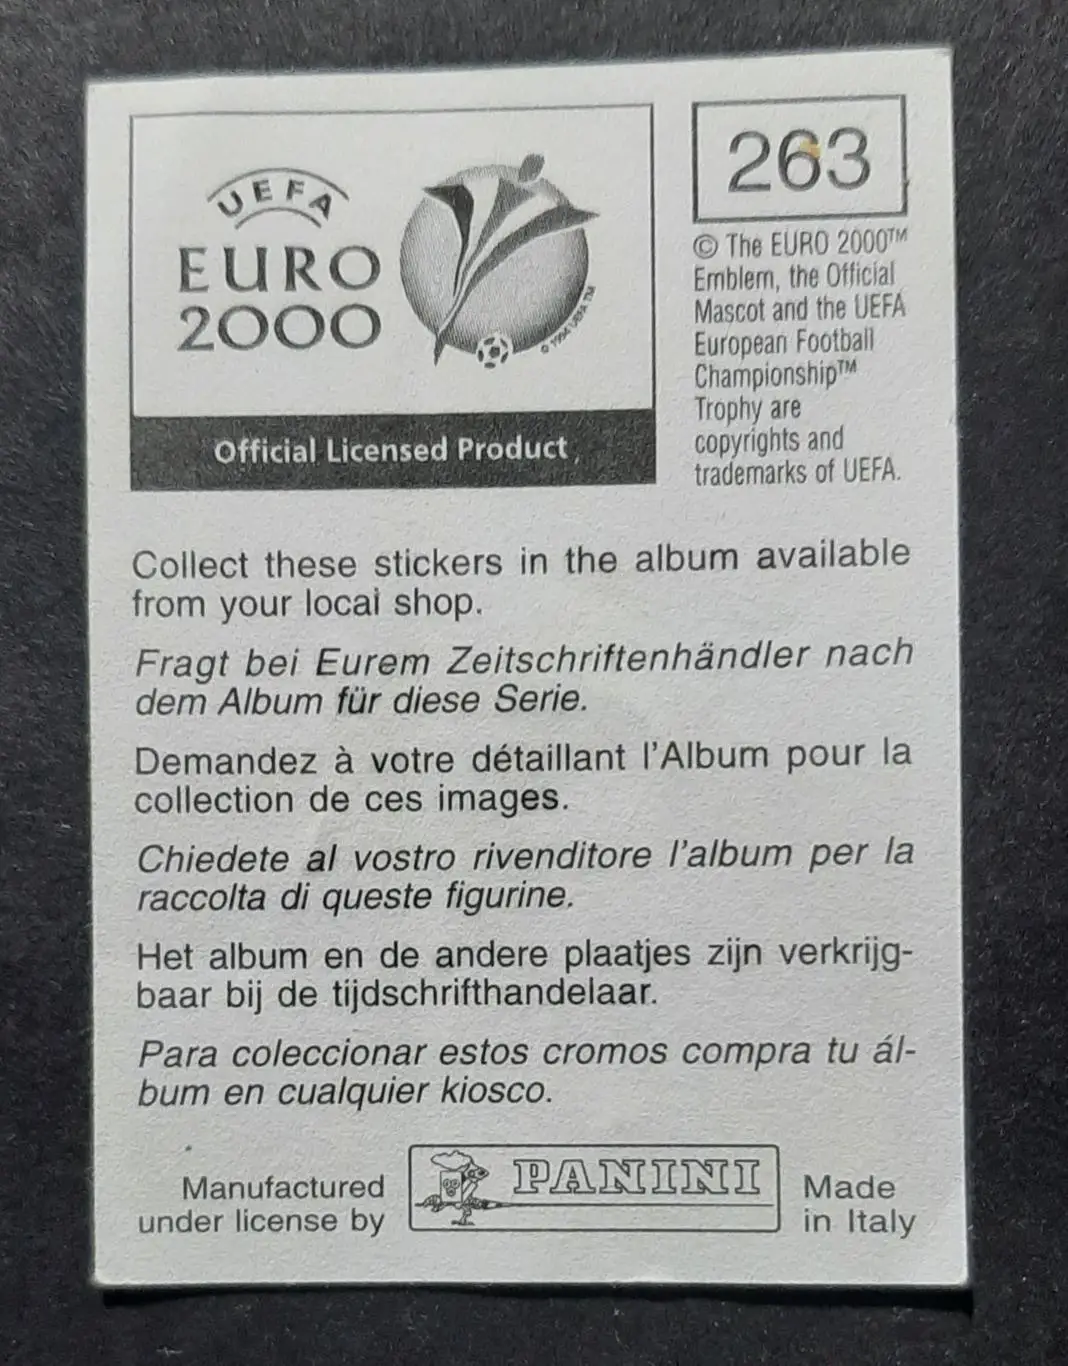 UEFA
EURO
2000
© 1994 UEFA TM
Official Licensed Product
263
© The EURO 2000™
Emblem, the Official
Mascot and the UEFA
European Football
Championship™
Trophy are
copyrights and
trademarks of UEFA.
Collect these stickers in the album available
from your local shop.
Fragt bei Eurem Zeitschriftenhändler nach
dem Album für diese Serie.
Demandez à votre détaillant l'Album pour la
collection de ces images.
Chiedete al vostro rivenditore l'album per la
raccolta di queste figurine.
Het album en de andere plaatjes zijn verkrijg-
baar bij de tijdschrifthandelaar.
Para coleccionar estos cromos compra tu ál-
bum en cualquier kiosco.
Manufactured
under license by
PANINI
Made
in Italy